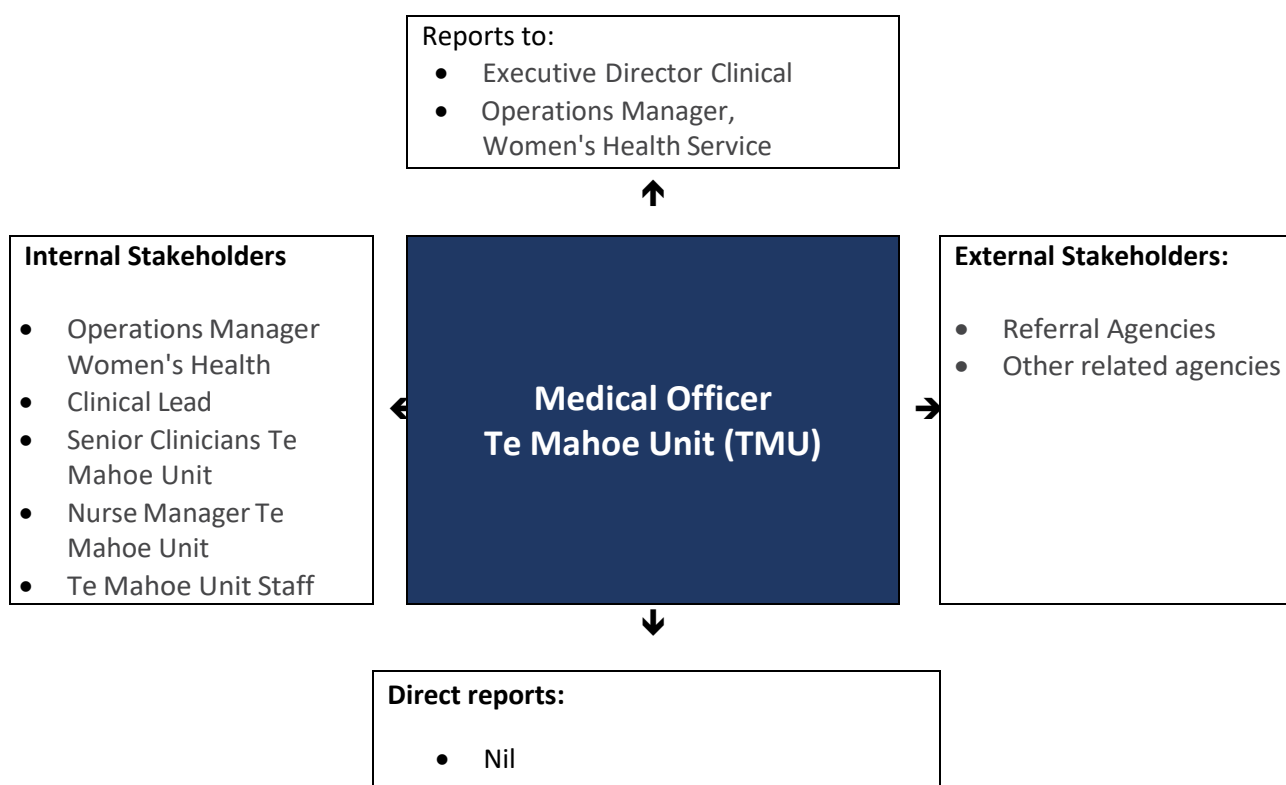 Reports to:
• Executive Director Clinical
• Operations Manager,
Women's Health Service
Internal Stakeholders
• Operations Manager
Women's Health
• Clinical Lead
• Senior Clinicians Te
Mahoe Unit
• Nurse Manager Te
Mahoe Unit
• Te Mahoe Unit Staff
Medical Officer
Te Mahoe Unit (TMU)
External Stakeholders:
• Referral Agencies
• Other related agencies
Direct reports:
• Nil